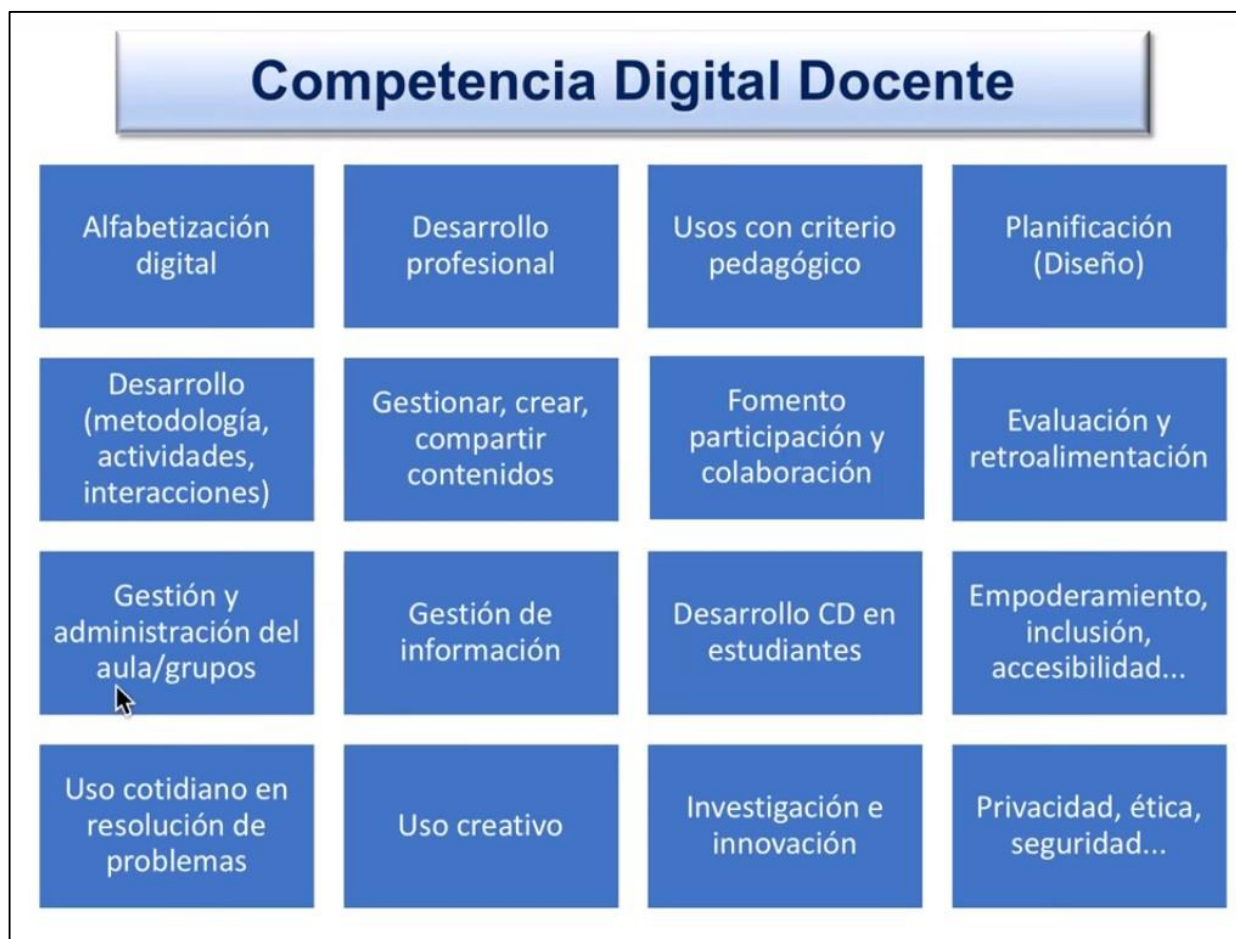 Competencia Digital Docente
Alfabetización
digital
Desarrollo
profesional
Usos con criterio
pedagógico
Planificación
(Diseño)
Desarrollo
(metodología,
actividades,
interacciones)
Gestionar, crear,
compartir
contenidos
Fomento
participación y
colaboración
Evaluación y
retroalimentación
Gestión y
administración del
aula/grupos
Gestión de
información
Desarrollo CD en
estudiantes
Empoderamiento,
inclusión,
accesibilidad...
Uso cotidiano en
resolución de
problemas
Uso creativo
Investigación e
innovación
Privacidad, ética,
seguridad...